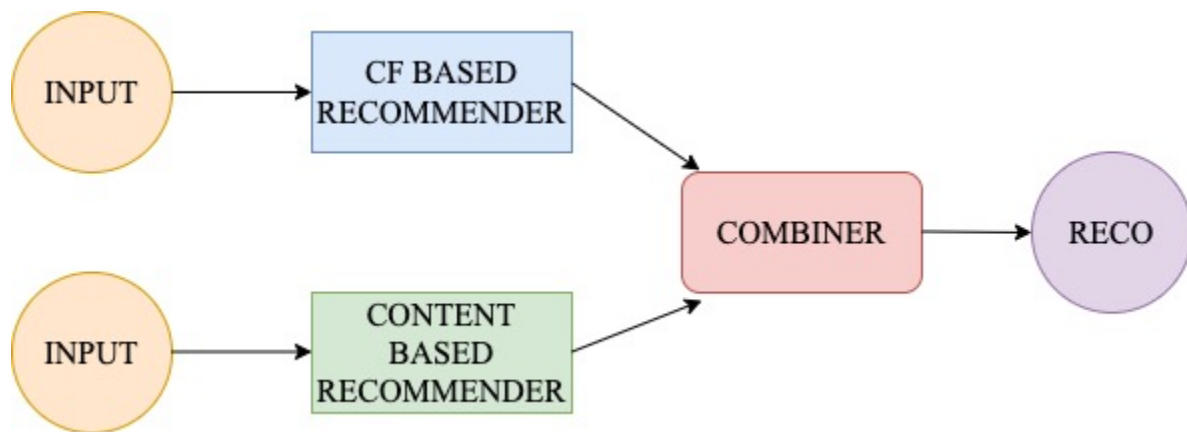 INPUT
CF BASED
RECOMMENDER
COMBINER
RECO
INPUT
CONTENT
BASED
RECOMMENDER